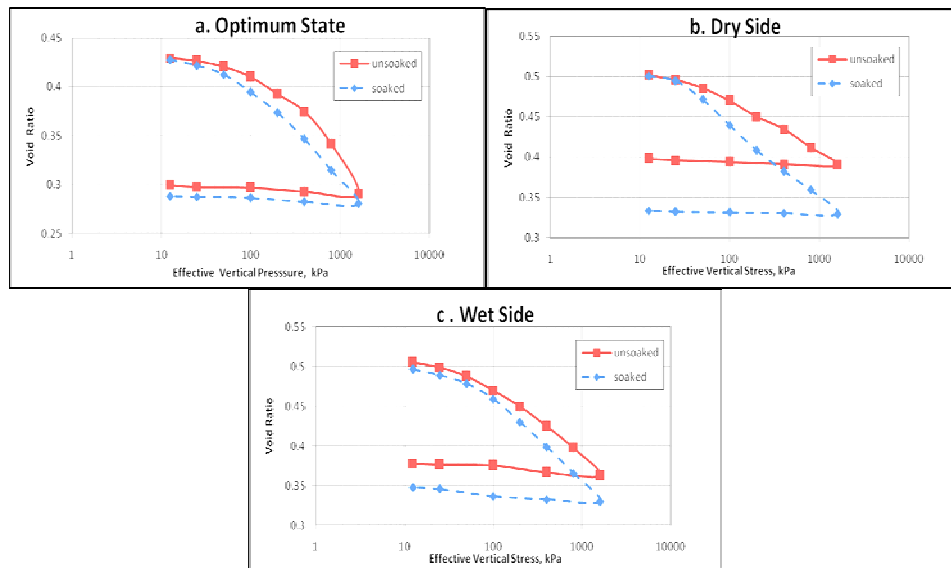 a. Optimum State
0.45
0.4
0.35
0.3
0.25
Void Ratio
unsoaked
soaked
1 10 100 1000 10000
Effective Vertical Presssure, kPa
b. Dry Side
0.55
0.5
0.45
0.4
0.35
0.3
Void Ratio
unsoaked
soaked
1 10 100 1000 10000
Effective Vertical Stress, kPa
c . Wet Side
0.55
0.5
0.45
0.4
0.35
0.3
Void Ratio
unsoaked
soaked
1 10 100 1000 10000
Effective Vertical Stress, kPa